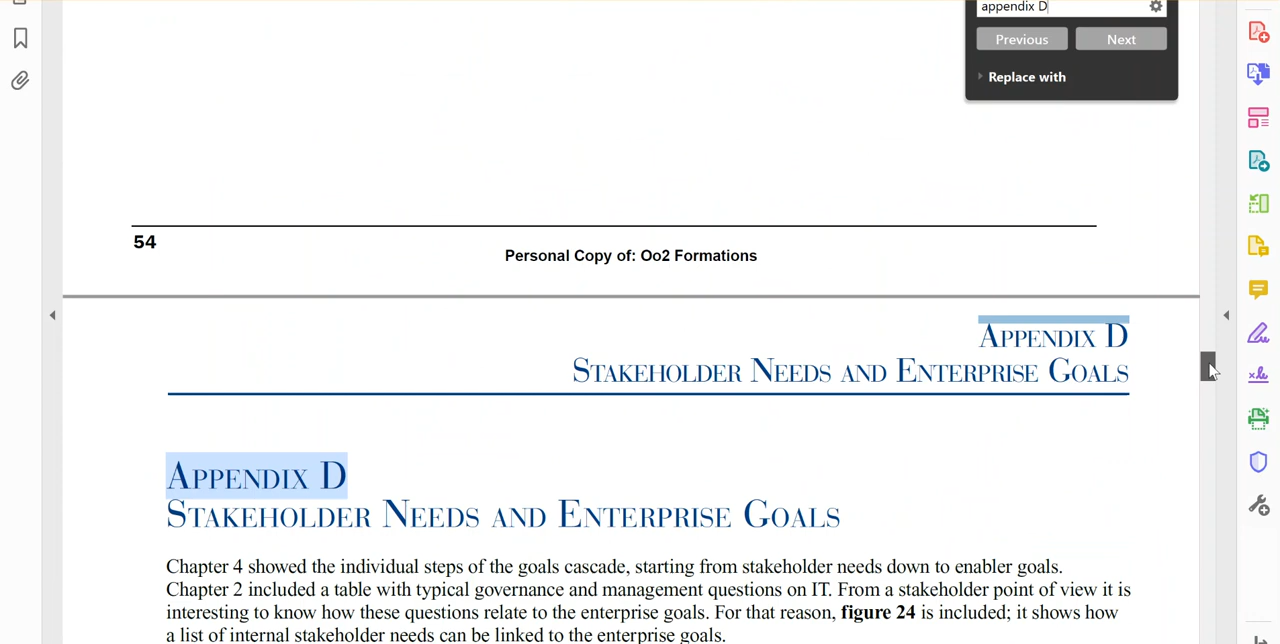 appendix D
Previous
Next
Replace with
54
Personal Copy of: Oo2 Formations
APPENDIX D
STAKEHOLDER NEEDS AND ENTERPRISE GOALS
APPENDIX D
STAKEHOLDER NEEDS AND ENTERPRISE GOALS
Chapter 4 showed the individual steps of the goals cascade, starting from stakeholder needs down to enabler goals.
Chapter 2 included a table with typical governance and management questions on IT. From a stakeholder point of view it is
interesting to know how these questions relate to the enterprise goals. For that reason, figure 24 is included; it shows how
a list of internal stakeholder needs can be linked to the enterprise goals.